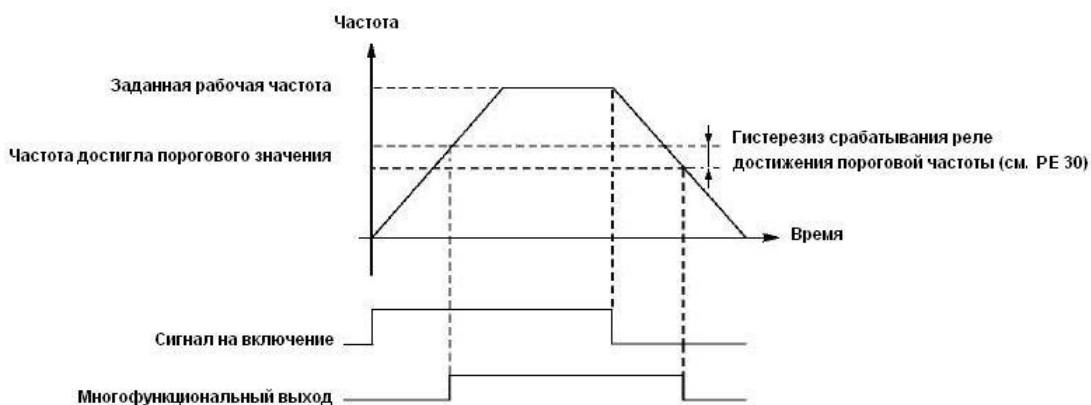 Частота
Заданная рабочая частота
Частота достигла порогового значения
Гистерезиз срабатывания реле
достижения пороговой частоты (см. PE 30)
Время
Сигнал на включение
Многофункциональный выход